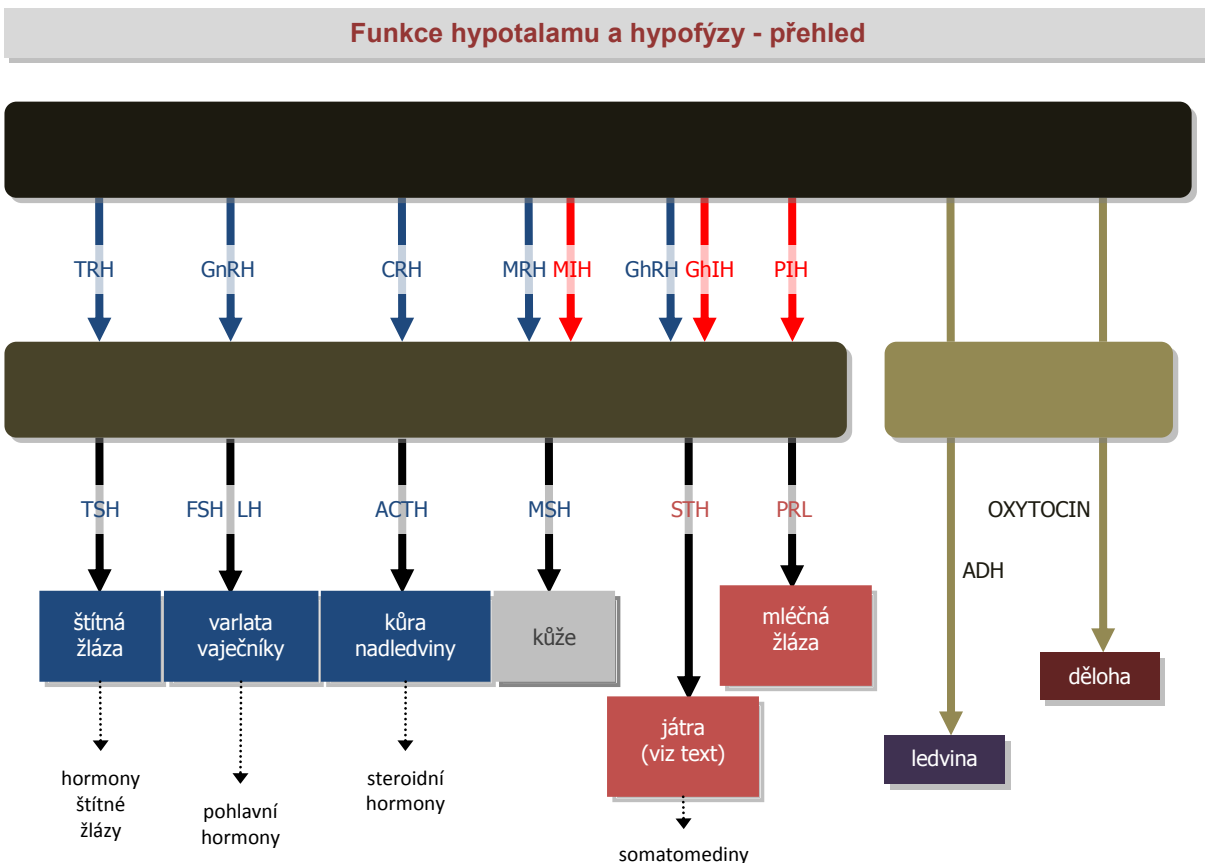 Funkce hypotalamu a hypofýzy - přehled
TRH GnRH CRH MRH MIH GhRH GhIH PIH
TSH FSH LH ACTH MSH STH PRL OXYTOCIN
ADH
štítná
žláza
varlata
vaječníky
kůra
nadledviny
kůže
mléčná
žláza
děloha
játra
(viz text)
ledvina
hormony
štítné
žlázy
pohlavní
hormony
steroidní
hormony
somatomediny